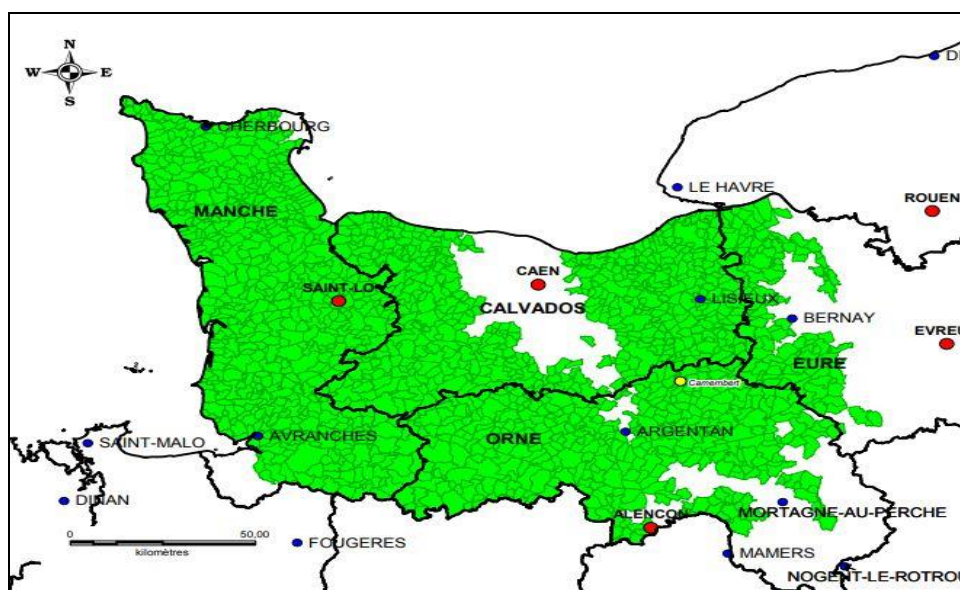 N
W E
S
DI
CHERBOURG
LE HAVRE
ROUEN
MANCHE
CAEN
SAINT-LO
CALVADOS
LISIEUX
BERNAY
EVREU
EURE
Camembert
SAINT-MALO
AVRANCHES
ORNE
ARGENTAN
DINAN
MORTAGNE-AU-PERCHE
ALENCON
0 50,00
kilomètres
FOUGERES
MAMERS
NOGENT-LE-ROTROU